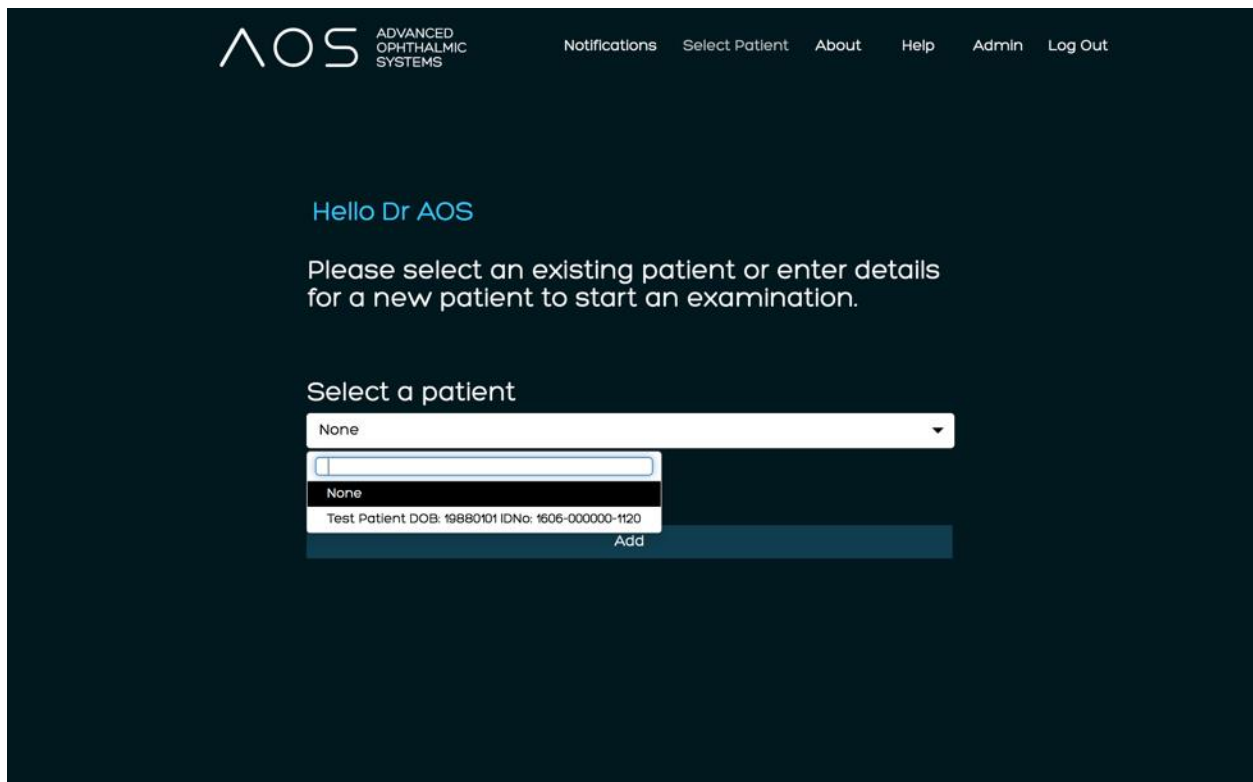 AOS
ADVANCED
OPHTHALMIC
SYSTEMS
Notifications Select Patient About Help Admin Log Out
Hello Dr AOS
Please select an existing patient or enter details
for a new patient to start an examination.
Select a patient
None
None
Test Patient DOB: 19880101 IDNo: 1606-000000-1120
Add